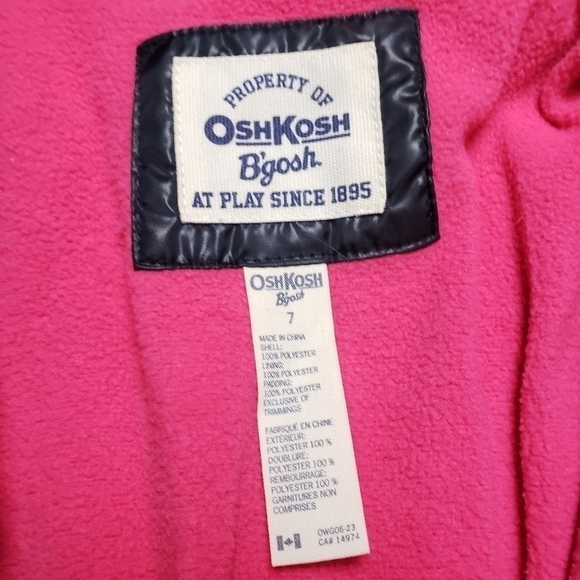 PROPERTY OF
OSHKOSH
B'gosh.
AT PLAY SINCE 1895
OSHKOSH
B'gosh
7
MADE IN CHINA
SHELL:
100% POLYESTER
LINING:
100% POLYESTER
PADDING:
100% POLYESTER
EXCLUSIVE OF
TRIMMINGS
FABRIQUÉ EN CHINE
EXTÉRIEUR:
POLYESTER 100 %
DOUBLURE:
POLYESTER 100 %
REMBOURRAGE:
POLYESTER 100 %
GARNITURES NON
COMPRISES
OWG06-23
CA# 14974